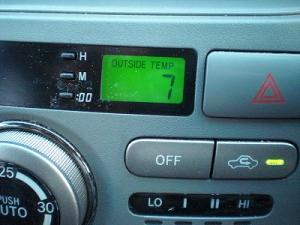 H
OUTSIDE TEMP
M
7
:00
25
OFF
PUSH
AUTO
30
LO I II HI